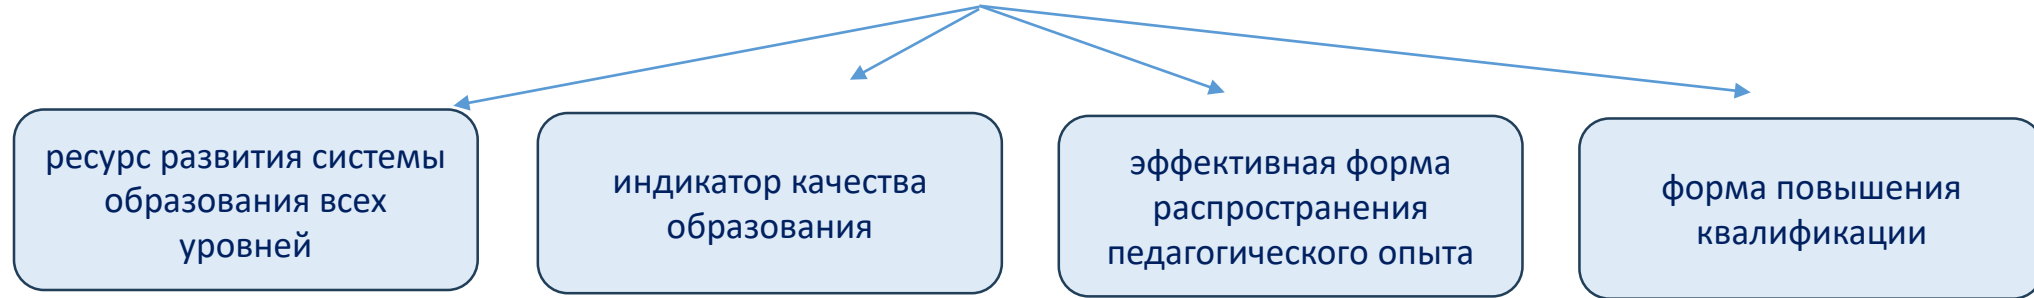 ресурс развития системы
образования всех
уровней
индикатор качества
образования
эффективная форма
распространения
педагогического опыта
форма повышения
квалификации